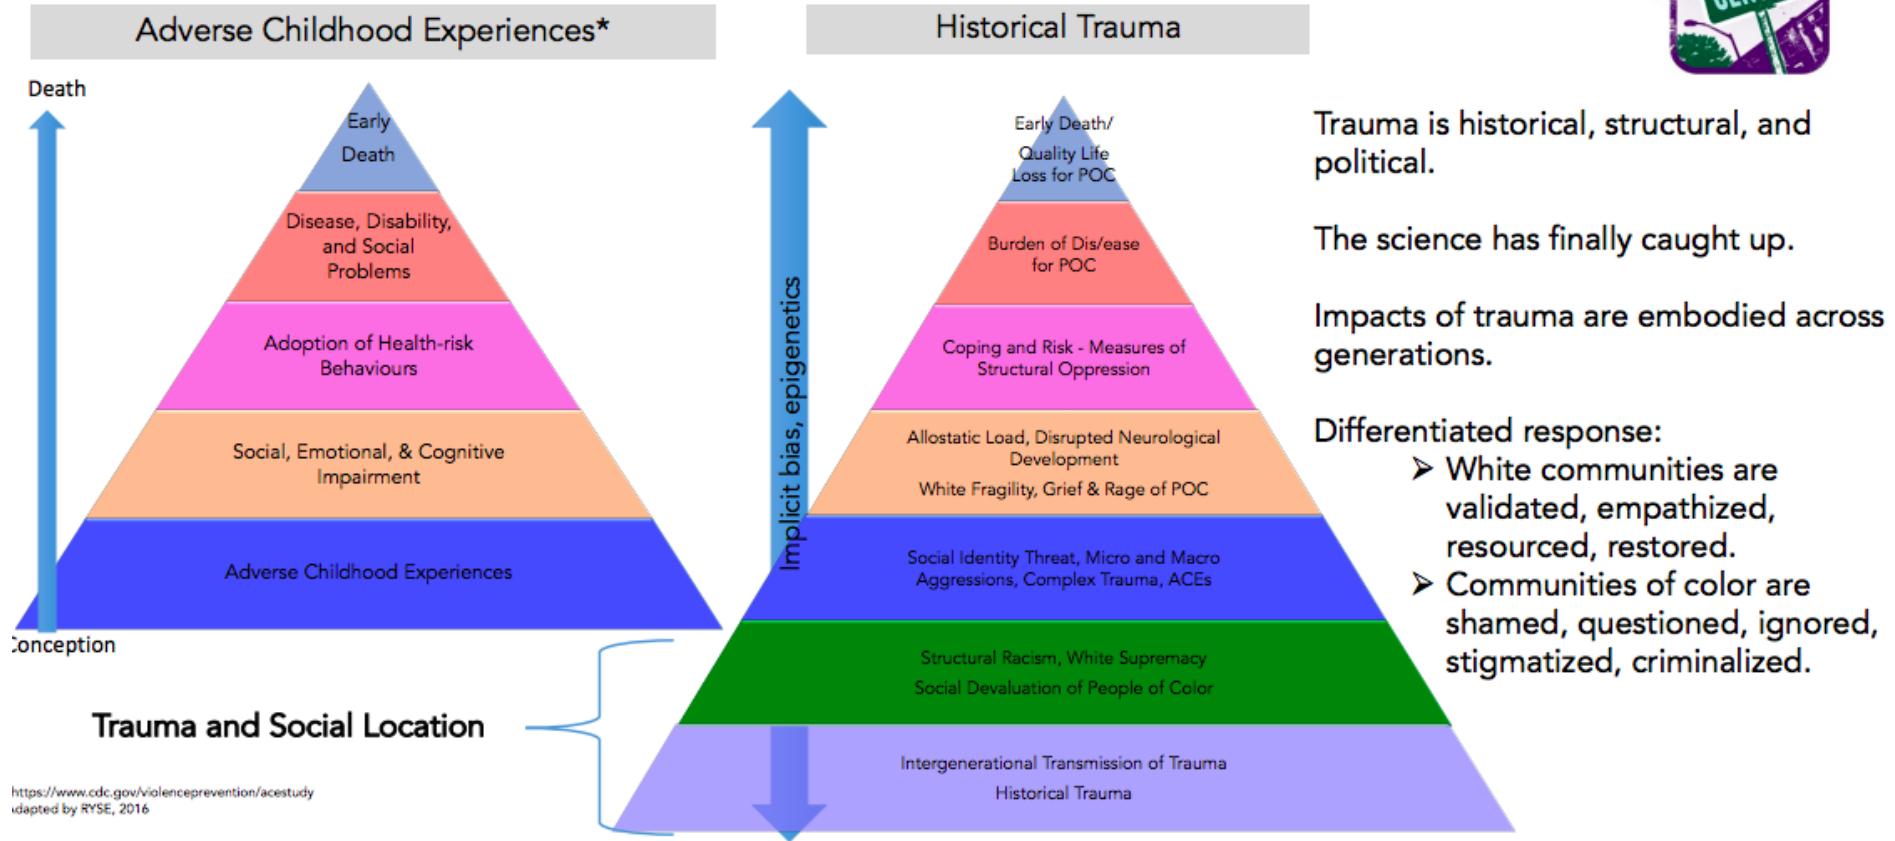 Adverse Childhood Experiences*
Death
Early
Death
Disease, Disability,
and Social
Problems
Adoption of Health-risk
Behaviours
Social, Emotional, & Cognitive
Impairment
Adverse Childhood Experiences
Conception
Trauma and Social Location
https://www.cdc.gov/violenceprevention/acestudy
adapted by RYSE, 2016
Historical Trauma
Implicit bias, epigenetics
Early Death/
Quality Life
Loss for POC
Burden of Dis/ease
for POC
Coping and Risk - Measures of
Structural Oppression
Allostatic Load, Disrupted Neurological
Development
White Fragility, Grief & Rage of POC
Social Identity Threat, Micro and Macro
Aggressions, Complex Trauma, ACEs
Structural Racism, White Supremacy
Social Devaluation of People of Color
Intergenerational Transmission of Trauma
Historical Trauma
Trauma is historical, structural, and
political.
The science has finally caught up.
Impacts of trauma are embodied across
generations.
Differentiated response:
➢ White communities are
validated, empathized,
resourced, restored.
➢ Communities of color are
shamed, questioned, ignored,
stigmatized, criminalized.